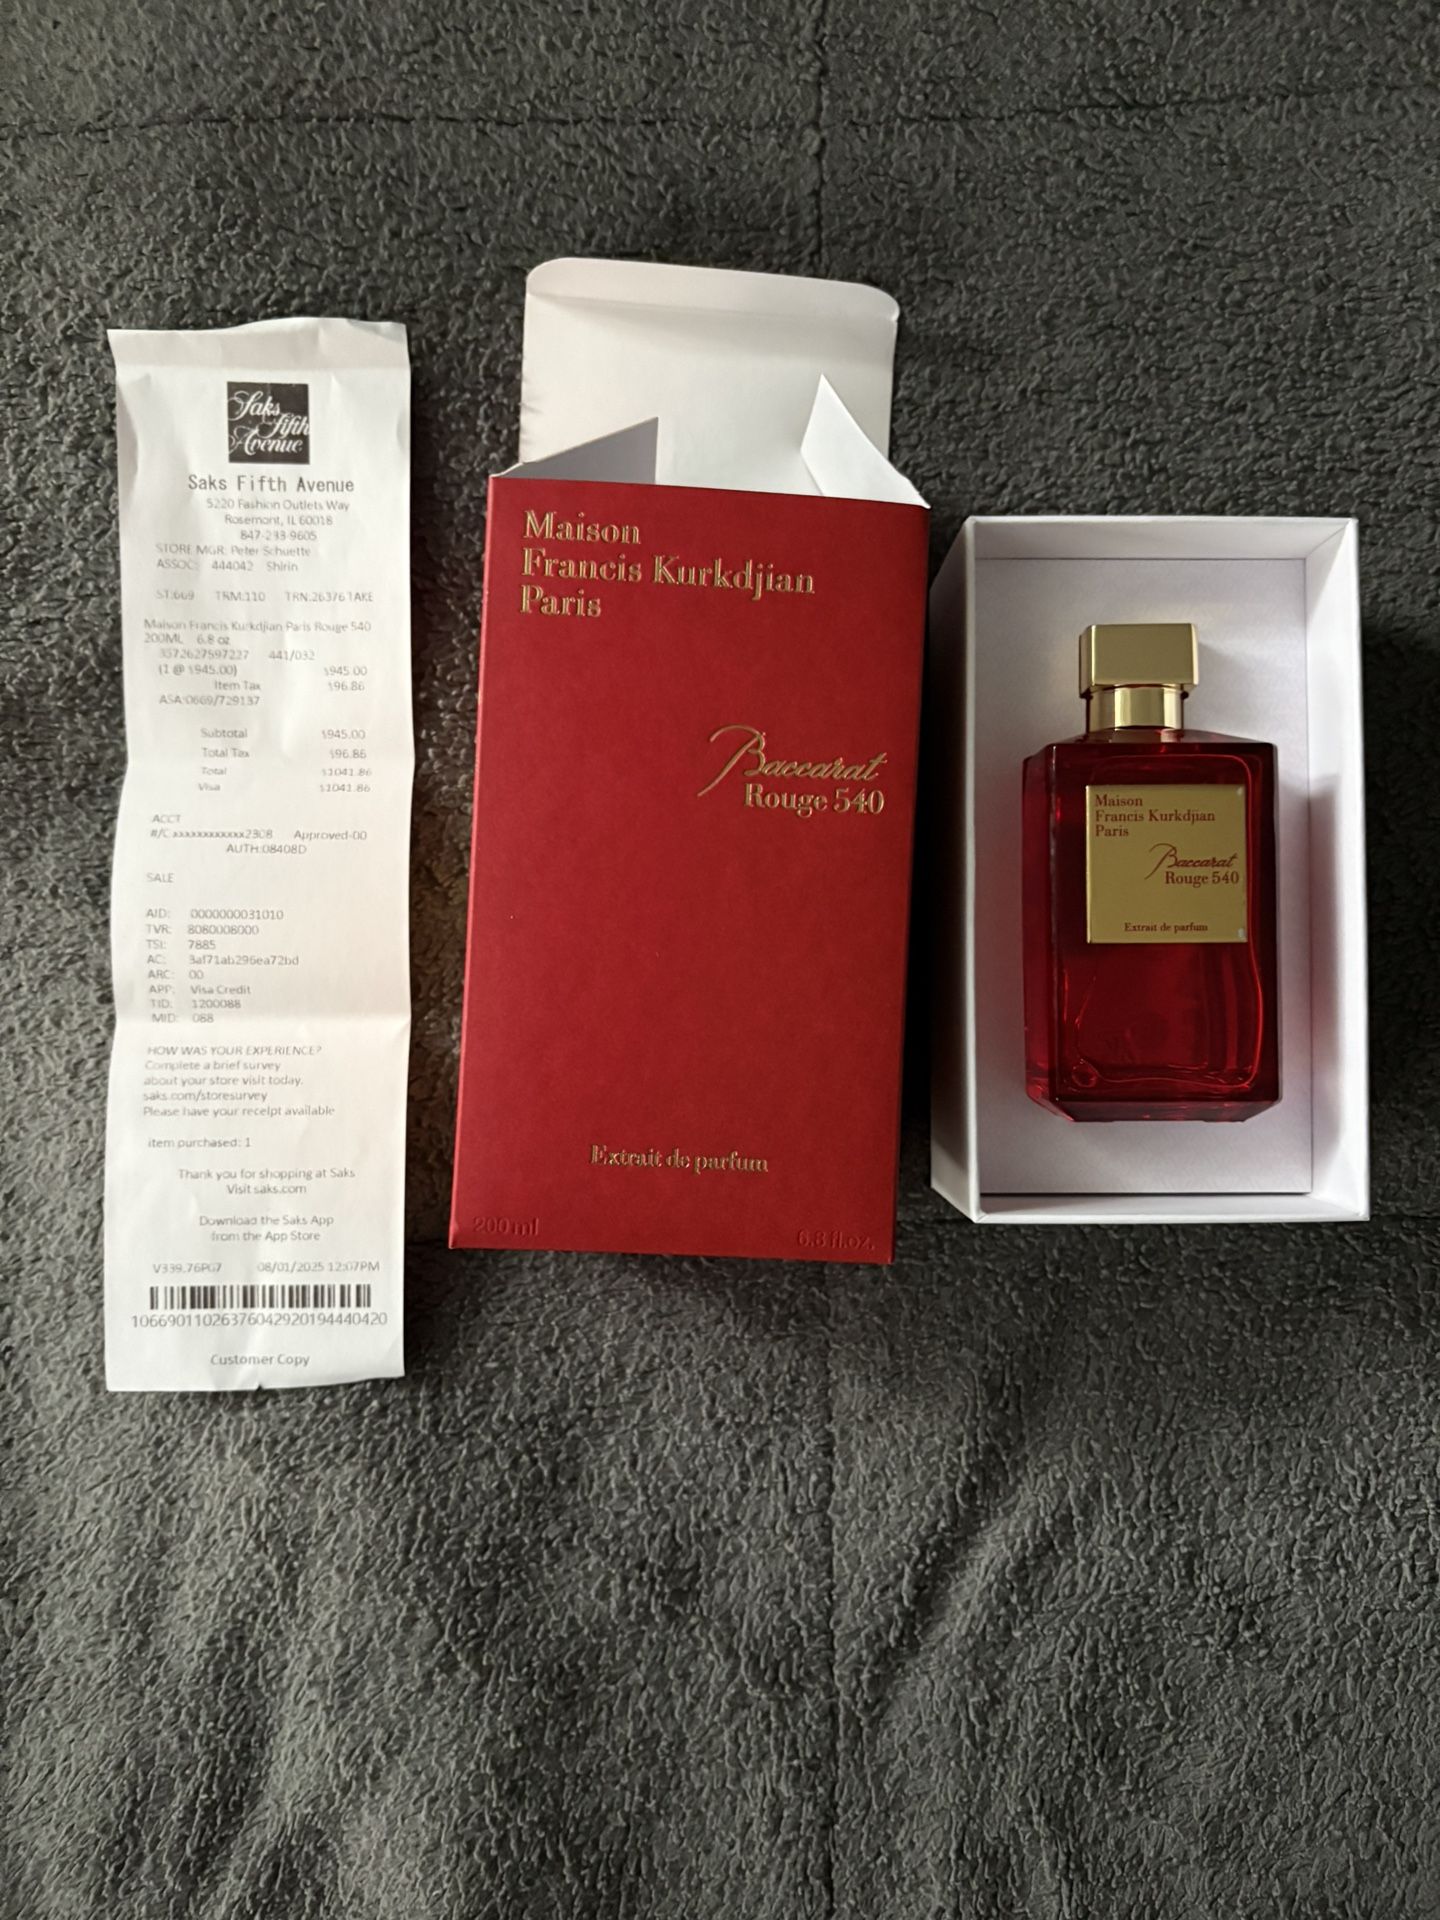 Saks
Fifth
Avenue
Saks Fifth Avenue
5220 Fashion Outlets Way
Rosemont, IL 60018
847-233-9605
STORE MGR: Peter Schuette
ASSOC: 444042 Shirin
ST:669 TRM:110 TRN:26376 TAKE
Maison Francis Kurkdjian Paris Rouge 540
200ML 6.8 oz
3572627597227 441/032
(1 @ $945.00) $945.00
Item Tax $96.86
ASA:0669/729137
Subtotal $945.00
Total Tax $96.86
Total $1041.86
Visa $1041.86
ACCT
#/C xxxxxxxxxxxx2308 Approved-00
AUTH:08408D
SALE
AID: 0000000031010
TVR: 8080008000
TSI: 7885
AC: 3af71ab296ea72bd
ARC: 00
APP: Visa Credit
TID: 1200088
MID: 088
HOW WAS YOUR EXPERIENCE?
Complete a brief survey
about your store visit today.
saks.com/storesurvey
Please have your receipt available
item purchased: 1
Thank you for shopping at Saks
Visit saks.com
Download the Saks App
from the App Store
V339.76PG7 08/01/2025 12:07PM
10669011026376042920194440420
Customer Copy
Maison
Francis Kurkdjian
Paris
Baccarat
Rouge 540
Extrait de parfum
200 ml 6.8 fl.oz.
Maison
Francis Kurkdjian
Paris
Baccarat
Rouge 540
Extrait de parfum